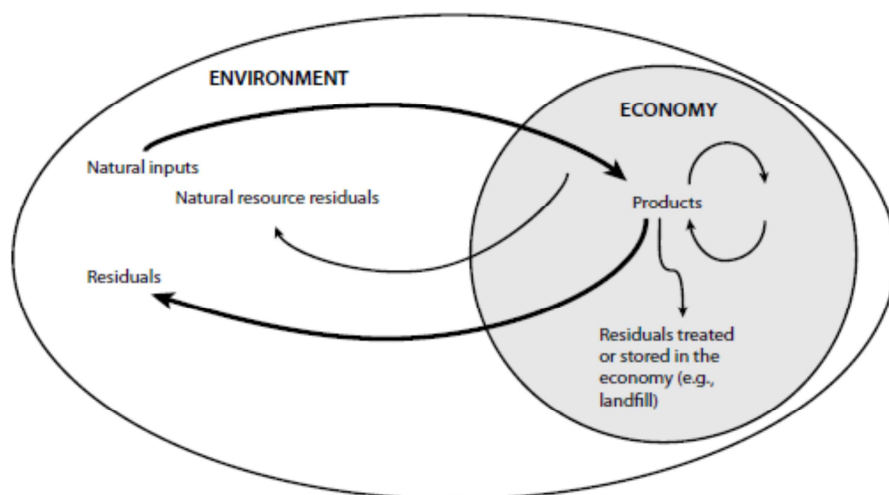 ENVIRONMENT
ECONOMY
Natural inputs
Natural resource residuals
Products
Residuals
Residuals treated
or stored in the
economy (e.g.,
landfill)